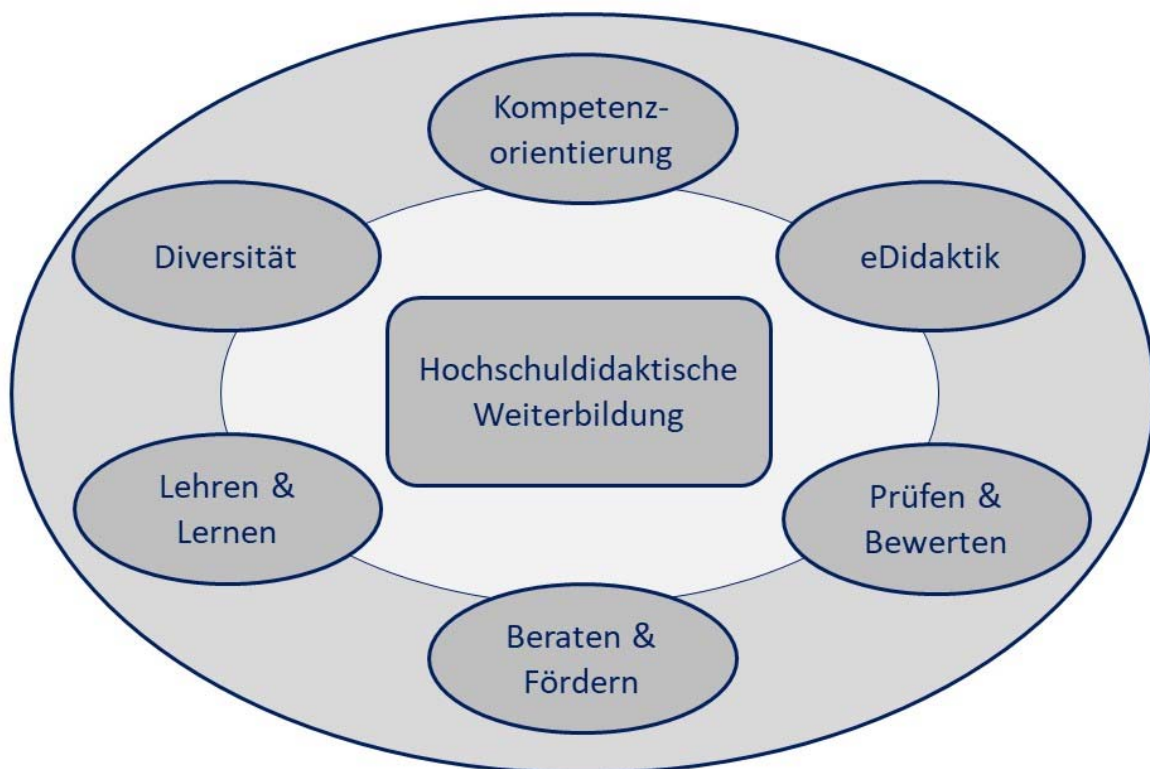 Kompetenz-
orientierung
Diversität
eDidaktik
Hochschuldidaktische
Weiterbildung
Lehren &
Lernen
Prüfen &
Bewerten
Beraten &
Fördern